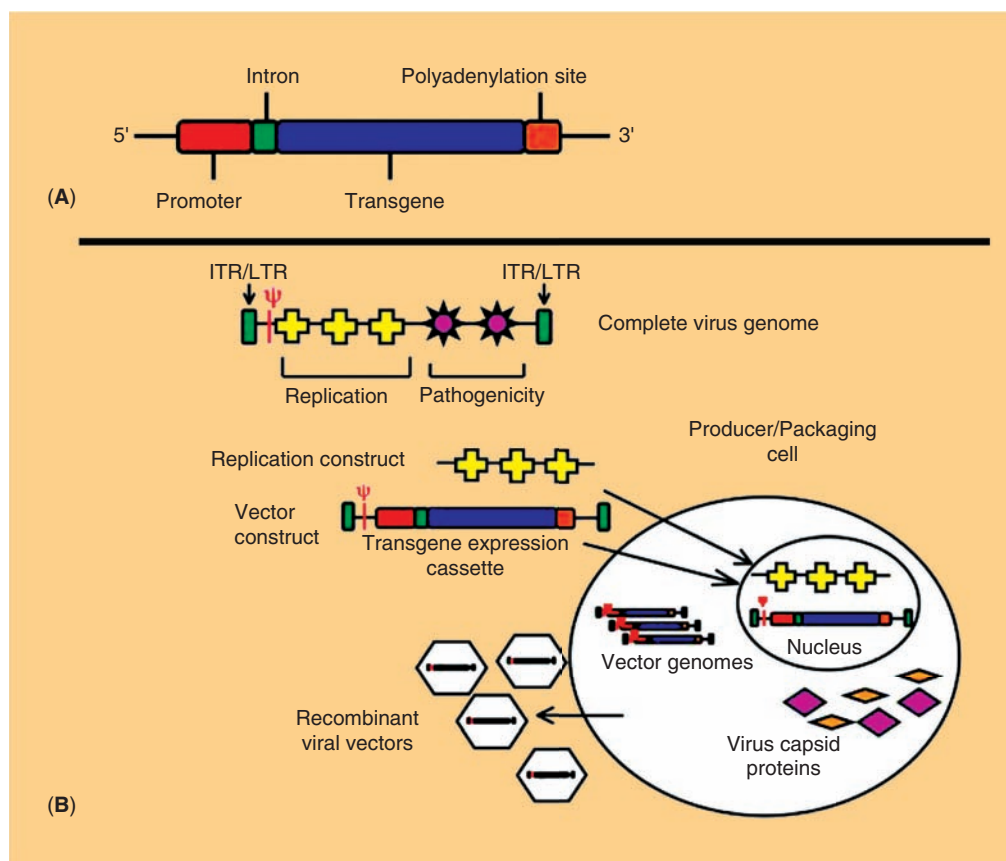 Intron
Polyadenylation site
5'
3'
Promoter
Transgene
(A)
ITR/LTR
ITR/LTR
Ψ
Complete virus genome
Replication
Pathogenicity
Producer/Packaging
cell
Replication construct
Ψ
Vector
construct
Transgene expression
cassette
Ψ
Vector genomes
Nucleus
Recombinant
viral vectors
Virus capsid
proteins
(B)